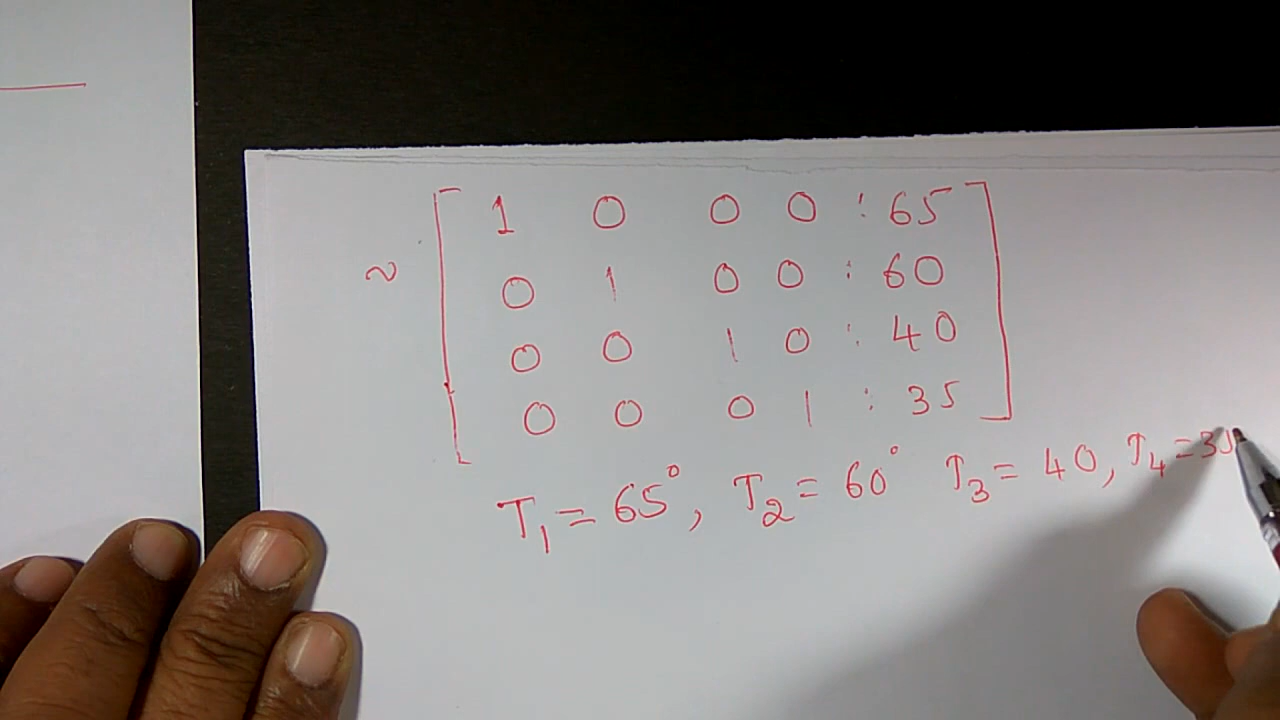 1 0 0 0 : 65
~ 0 1 0 0 : 60
0 0 1 0 : 40
0 0 0 1 : 35
T₁ = 65°, T₂ = 60° T₃ = 40, T₄ = 35